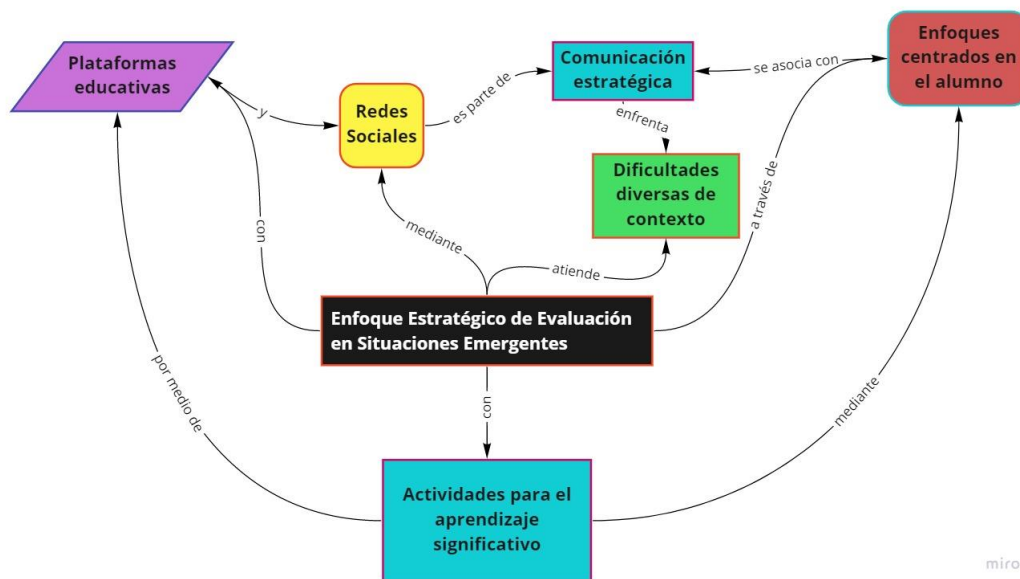 Plataformas
educativas
y
Redes
Sociales
es parte de
Comunicación
estratégica
se asocia con
Enfoques
centrados en
el alumno
enfrenta
Dificultades
diversas de
contexto
a través de
con
mediante
atiende
Enfoque Estratégico de Evaluación
en Situaciones Emergentes
por medio de
con
mediante
Actividades para el
aprendizaje
significativo
miro